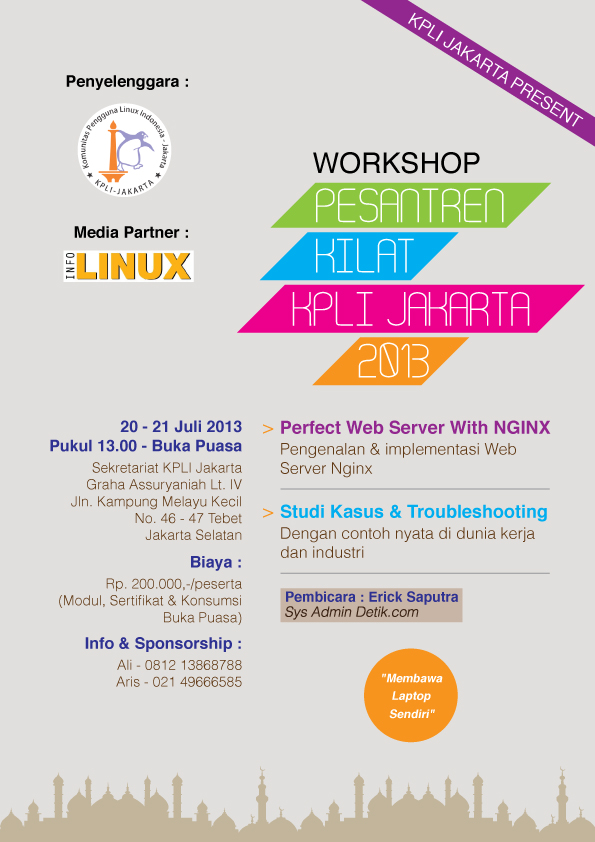 KPLI JAKARTA PRESENT
Penyelenggara :
Komunitas Pengguna Linux Indonesia - Jakarta
KPLI-JAKARTA
Media Partner :
INFO LINUX
WORKSHOP
PESANTREN
KILAT
KPLI JAKARTA
2013
20 - 21 Juli 2013
Pukul 13.00 - Buka Puasa
Sekretariat KPLI Jakarta
Graha Assuryaniah Lt. IV
Jln. Kampung Melayu Kecil
No. 46 - 47 Tebet
Jakarta Selatan
Biaya :
Rp. 200.000,-/peserta
(Modul, Sertifikat & Konsumsi
Buka Puasa)
Info & Sponsorship :
Ali - 0812 13868788
Aris - 021 49666585
> Perfect Web Server With NGINX
Pengenalan & implementasi Web
Server Nginx
> Studi Kasus & Troubleshooting
Dengan contoh nyata di dunia kerja
dan industri
Pembicara : Erick Saputra
Sys Admin Detik.com
"Membawa
Laptop
Sendiri"